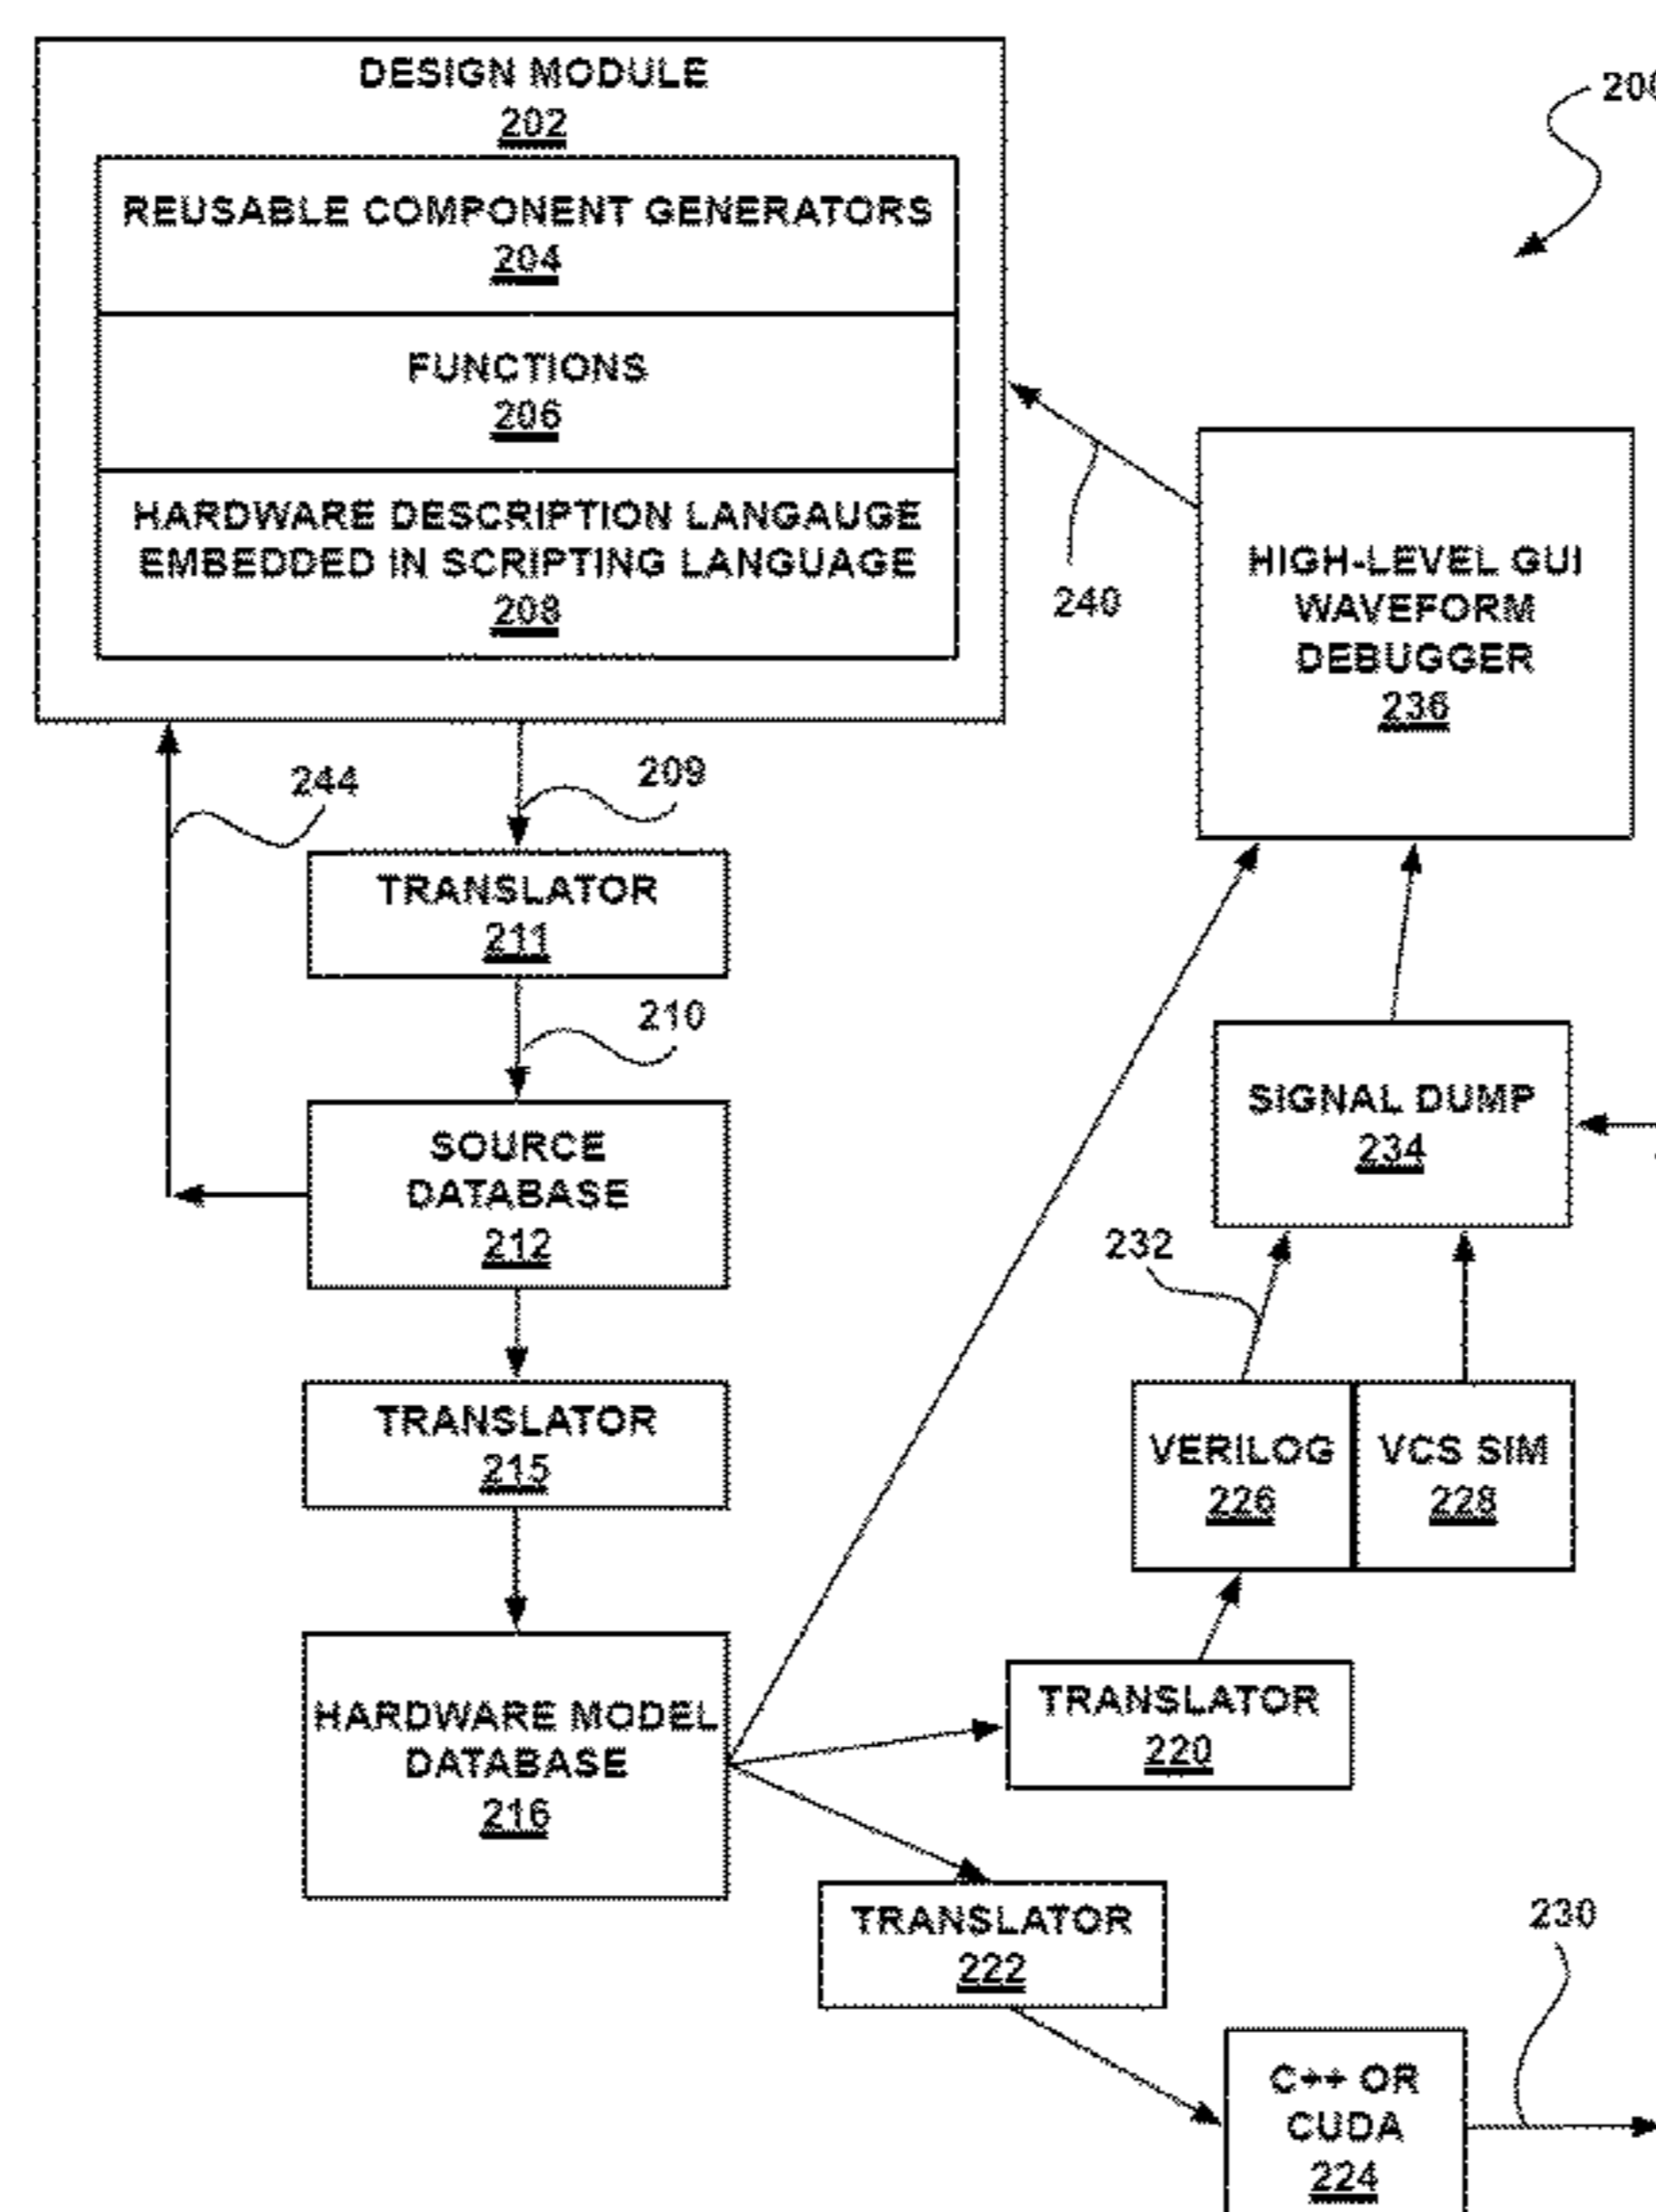 DESIGN MODULE
202
REUSABLE COMPONENT GENERATORS
204
FUNCTIONS
206
HARDWARE DESCRIPTION LANGAUGE
EMBEDDED IN SCRIPTING LANGUAGE
208
240
HIGH-LEVEL GUI
WAVEFORM
DEBUGGER
236
244
209
TRANSLATOR
211
210
SOURCE
DATABASE
212
SIGNAL DUMP
234
232
TRANSLATOR
215
VERILOG
226
VCS SIM
228
HARDWARE MODEL
DATABASE
216
TRANSLATOR
220
TRANSLATOR
222
230
C++ OR
CUDA
224